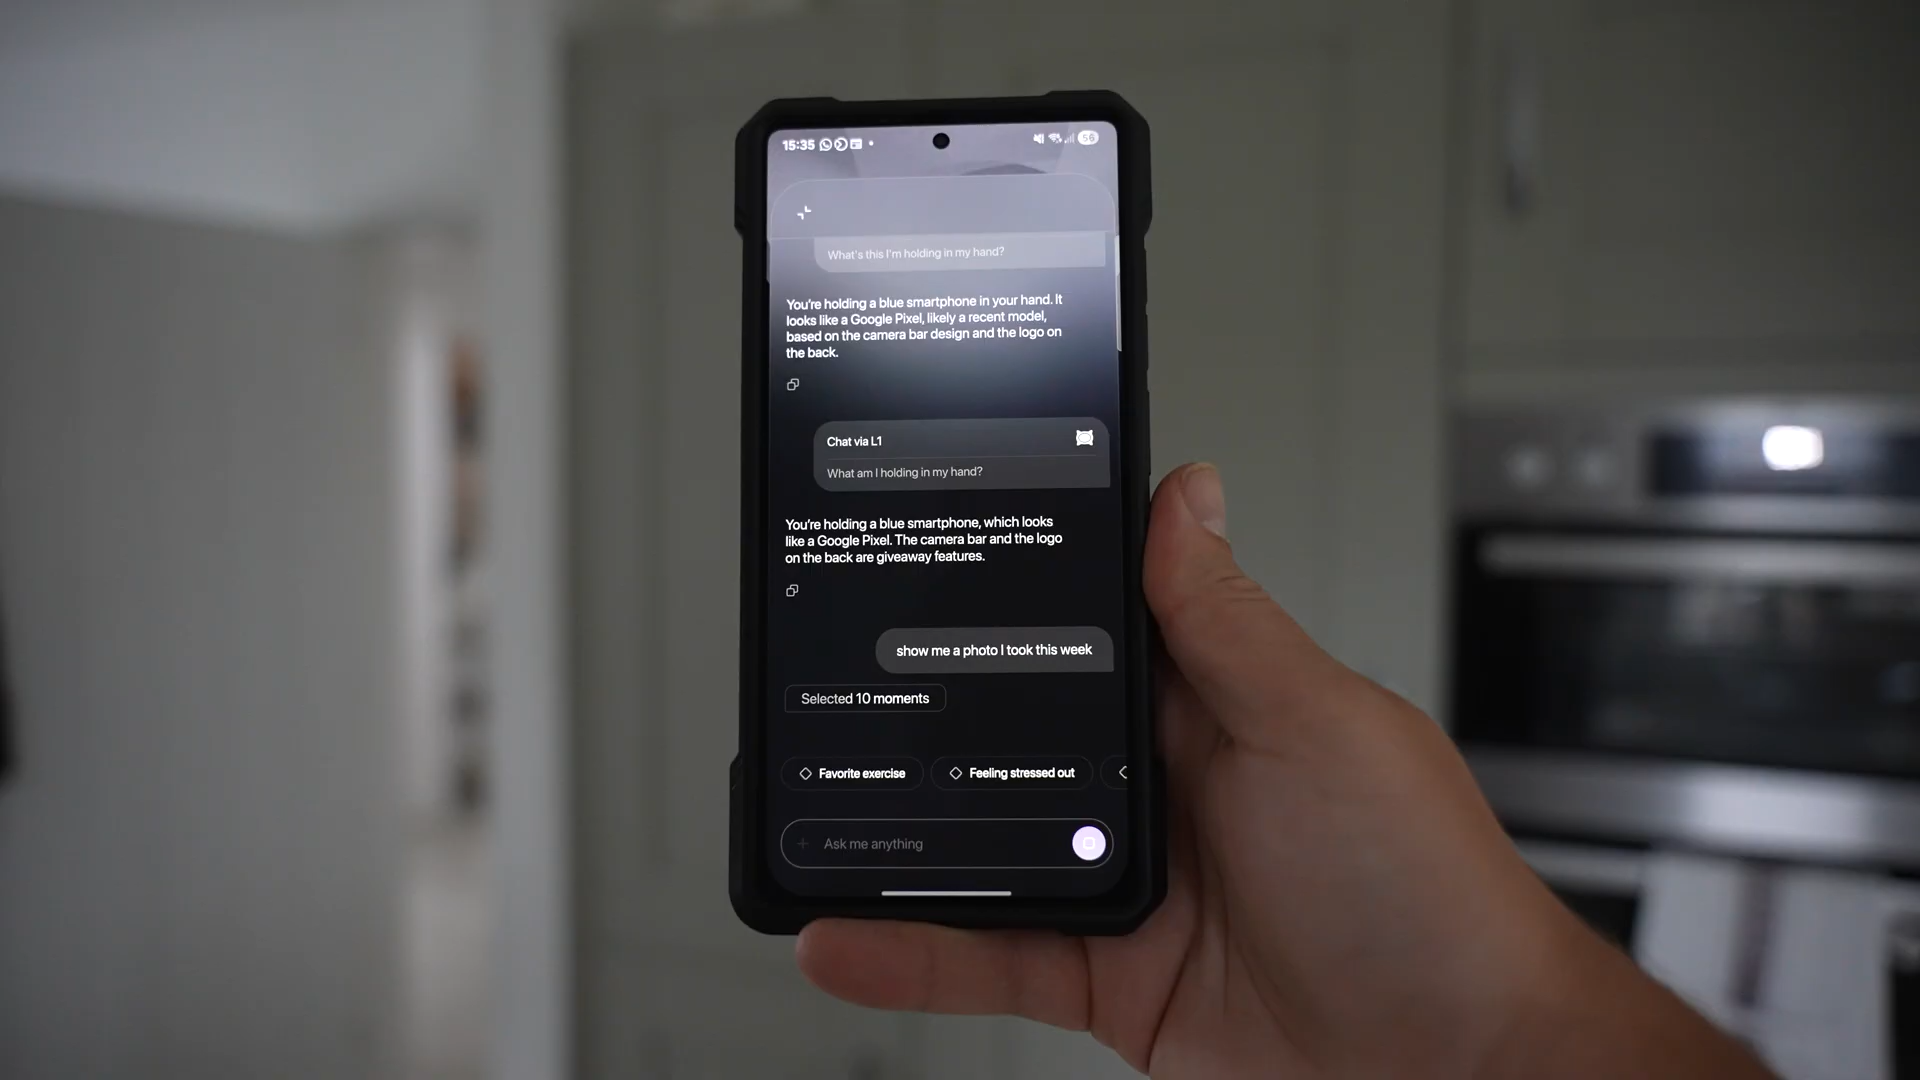 15:35
56
What's this I'm holding in my hand?
You're holding a blue smartphone in your hand. It
looks like a Google Pixel, likely a recent model,
based on the camera bar design and the logo on
the back.
Chat via L1
What am I holding in my hand?
You're holding a blue smartphone, which looks
like a Google Pixel. The camera bar and the logo
on the back are giveaway features.
show me a photo I took this week
Selected 10 moments
Favorite exercise
Feeling stressed out
Ask me anything